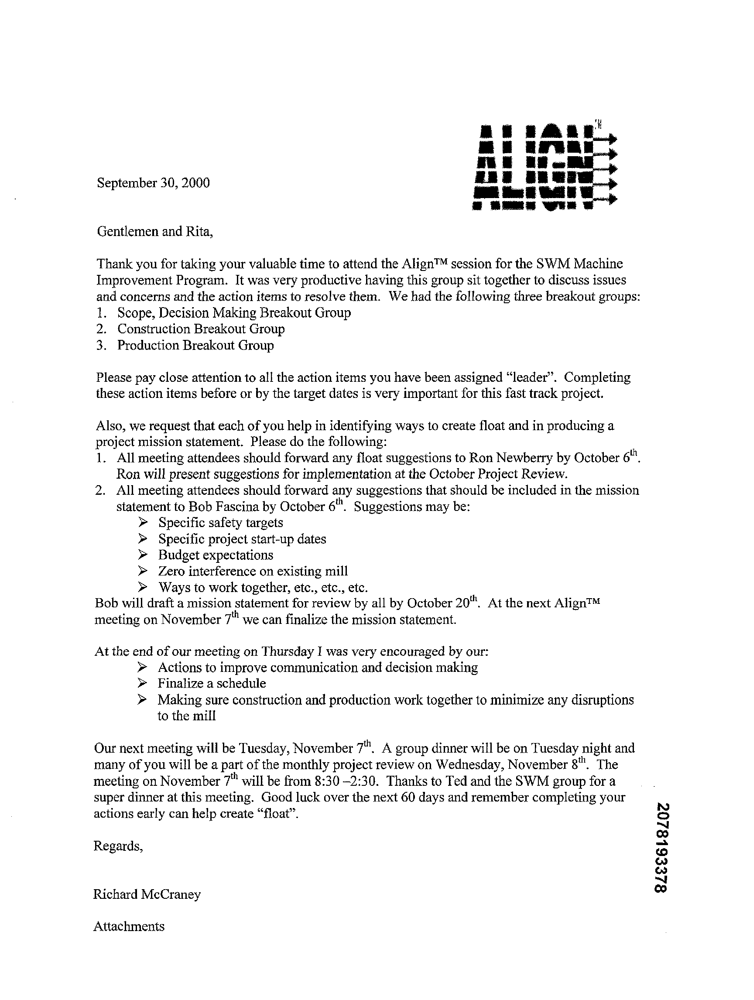 ALIGN™
September 30, 2000
Gentlemen and Rita,
Thank you for taking your valuable time to attend the Align™ session for the SWM Machine
Improvement Program. It was very productive having this group sit together to discuss issues
and concerns and the action items to resolve them. We had the following three breakout groups:
1. Scope, Decision Making Breakout Group
2. Construction Breakout Group
3. Production Breakout Group
Please pay close attention to all the action items you have been assigned “leader”. Completing
these action items before or by the target dates is very important for this fast track project.
Also, we request that each of you help in identifying ways to create float and in producing a
project mission statement. Please do the following:
1. All meeting attendees should forward any float suggestions to Ron Newberry by October 6th.
Ron will present suggestions for implementation at the October Project Review.
2. All meeting attendees should forward any suggestions that should be included in the mission
statement to Bob Fascina by October 6th. Suggestions may be:
➢ Specific safety targets
➢ Specific project start-up dates
➢ Budget expectations
➢ Zero interference on existing mill
➢ Ways to work together, etc., etc., etc.
Bob will draft a mission statement for review by all by October 20th. At the next Align™
meeting on November 7th we can finalize the mission statement.
At the end of our meeting on Thursday I was very encouraged by our:
➢ Actions to improve communication and decision making
➢ Finalize a schedule
➢ Making sure construction and production work together to minimize any disruptions
to the mill
Our next meeting will be Tuesday, November 7th. A group dinner will be on Tuesday night and
many of you will be a part of the monthly project review on Wednesday, November 8th. The
meeting on November 7th will be from 8:30 –2:30. Thanks to Ted and the SWM group for a
super dinner at this meeting. Good luck over the next 60 days and remember completing your
actions early can help create “float”.
Regards,
Richard McCraney
Attachments
2078193378